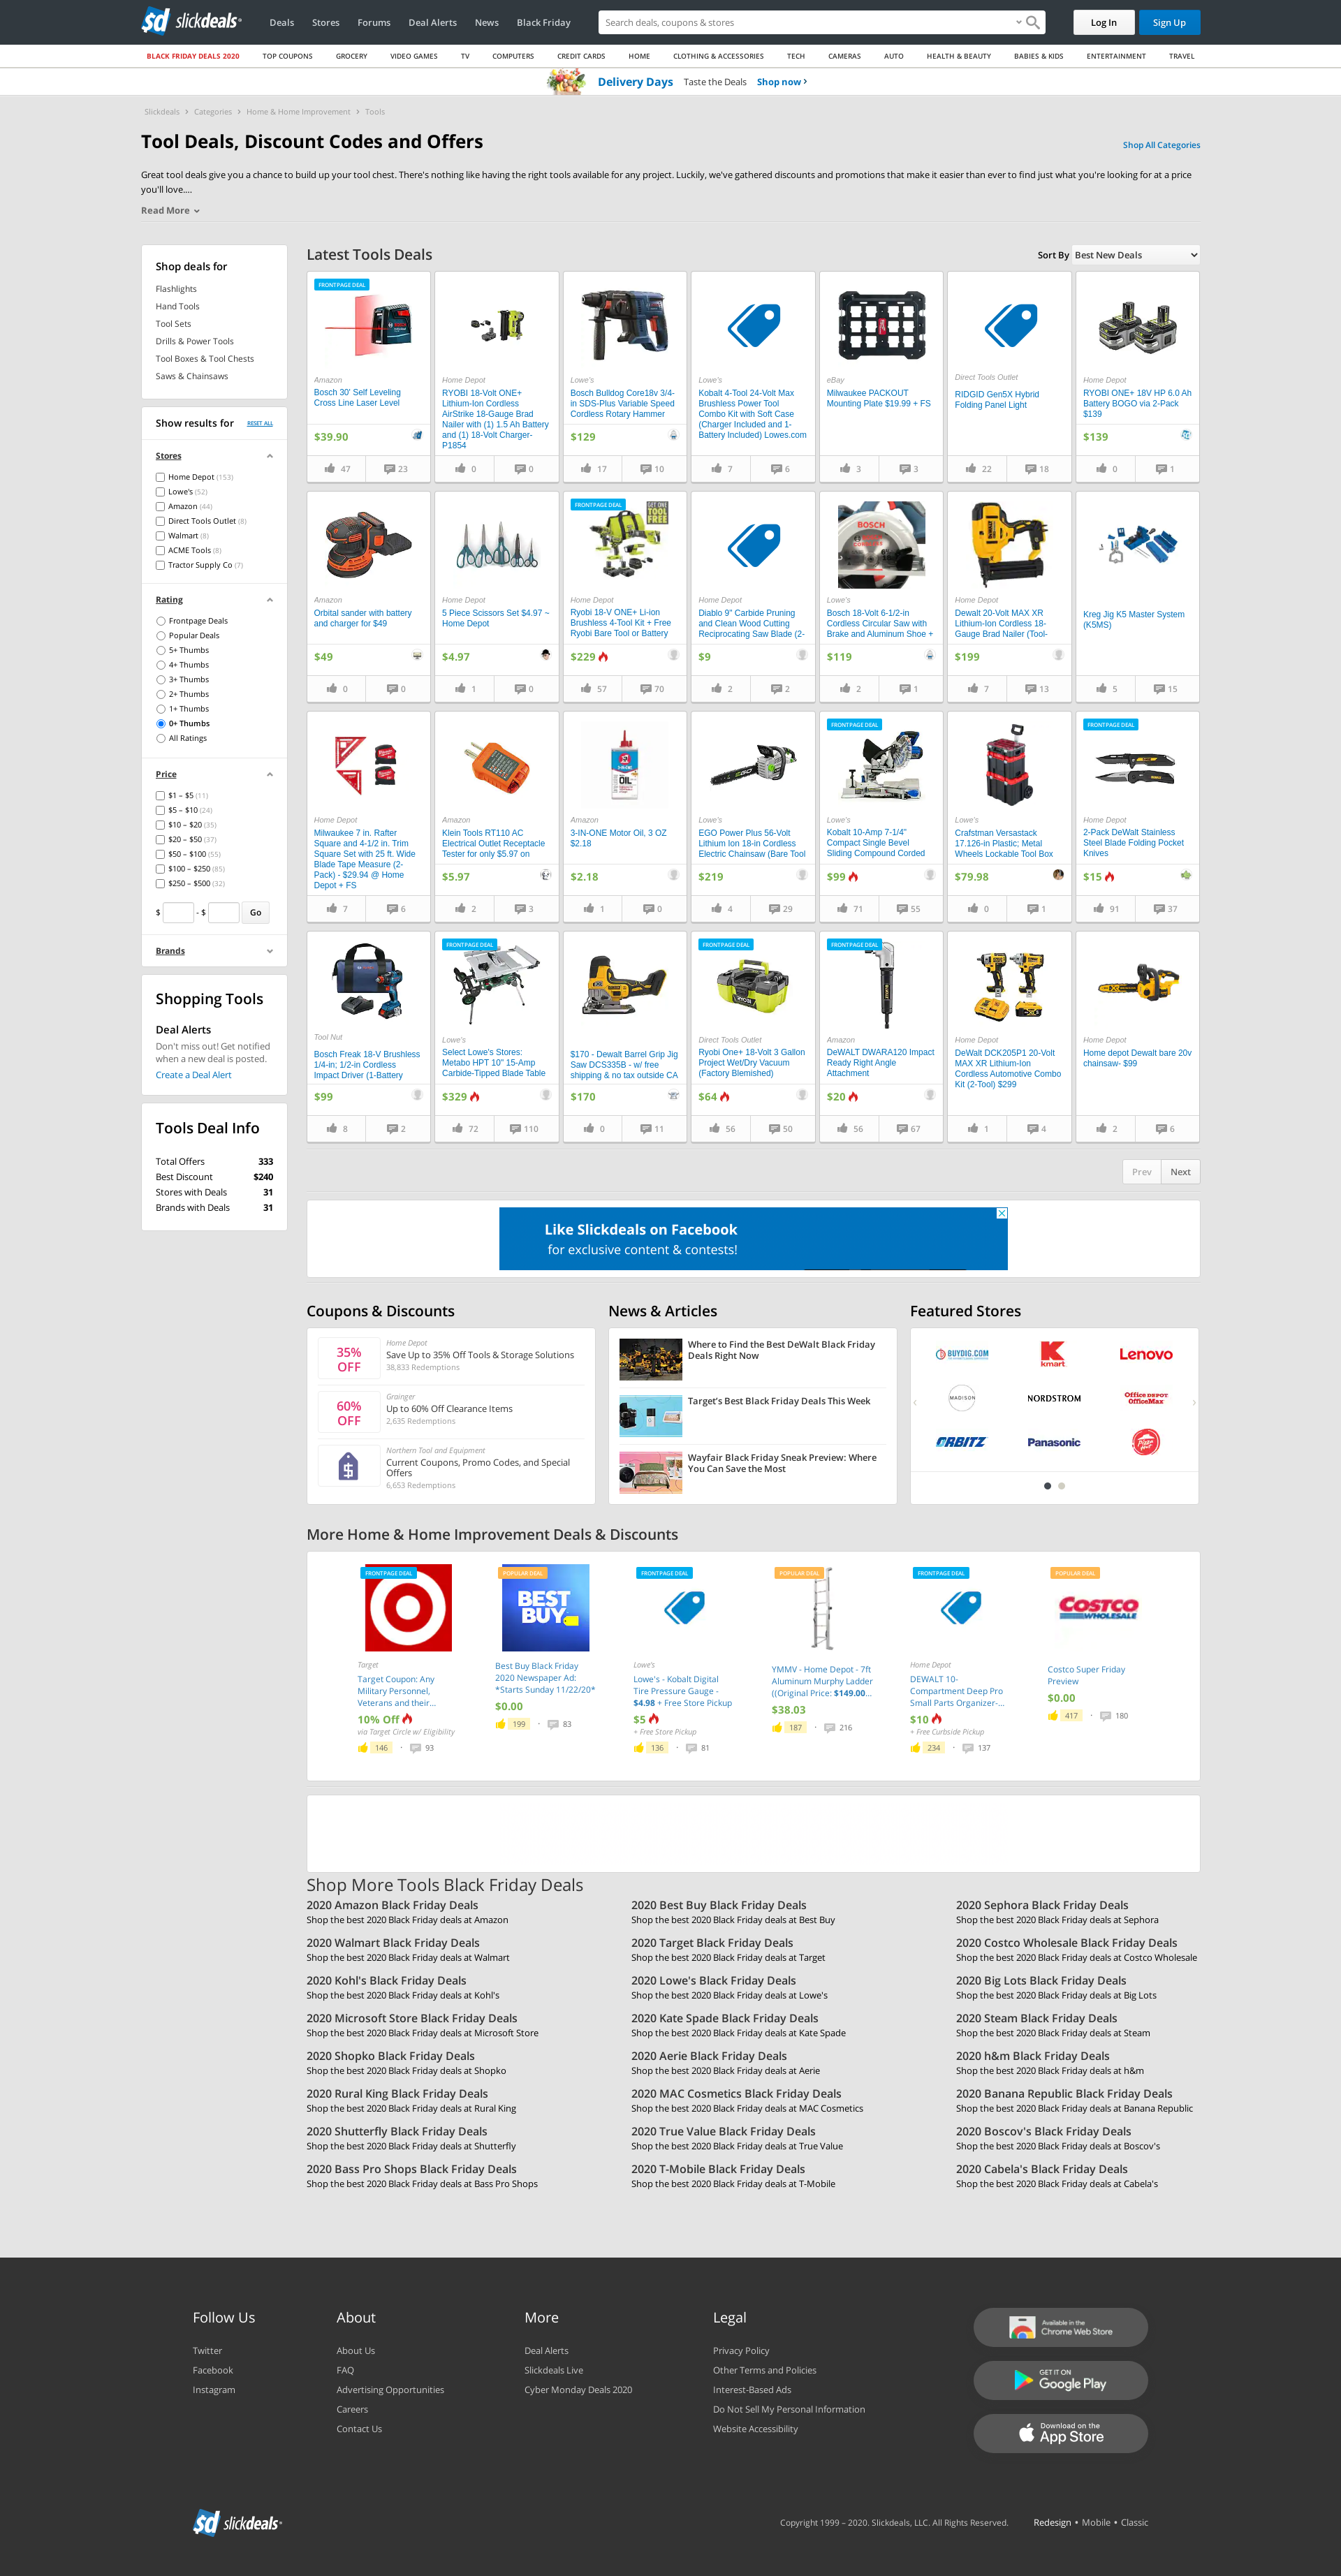 slickdeals
Deals
Stores
Forums
Deal Alerts
News
Black Friday
Search deals, coupons & stores
Log In
Sign Up
BLACK FRIDAY DEALS 2020
TOP COUPONS
GROCERY
VIDEO GAMES
TV
COMPUTERS
CREDIT CARDS
HOME
CLOTHING & ACCESSORIES
TECH
CAMERAS
AUTO
HEALTH & BEAUTY
BABIES & KIDS
ENTERTAINMENT
TRAVEL
Delivery Days Taste the Deals Shop now ›
Slickdeals › Categories › Home & Home Improvement › Tools
Tool Deals, Discount Codes and Offers
Shop All Categories
Great tool deals give you a chance to build up your tool chest. There's nothing like having the right tools available for any project. Luckily, we've gathered discounts and promotions that make it easier than ever to find just what you're looking for at a price
you'll love....
Read More
Shop deals for
Flashlights
Hand Tools
Tool Sets
Drills & Power Tools
Tool Boxes & Tool Chests
Saws & Chainsaws
Show results for RESET ALL
Stores
Home Depot (153)
Lowe's (52)
Amazon (44)
Direct Tools Outlet (8)
Walmart (8)
ACME Tools (8)
Tractor Supply Co (7)
Rating
Frontpage Deals
Popular Deals
5+ Thumbs
4+ Thumbs
3+ Thumbs
2+ Thumbs
1+ Thumbs
0+ Thumbs
All Ratings
Price
$1 – $5 (11)
$5 – $10 (24)
$10 – $20 (35)
$20 – $50 (37)
$50 – $100 (55)
$100 – $250 (85)
$250 – $500 (32)
$ - $ Go
Brands
Shopping Tools
Deal Alerts
Don't miss out! Get notified
when a new deal is posted.
Create a Deal Alert
Tools Deal Info
Total Offers 333
Best Discount $240
Stores with Deals 31
Brands with Deals 31
Latest Tools Deals
Sort By Best New Deals
FRONTPAGE DEAL
Amazon
Bosch 30' Self Leveling
Cross Line Laser Level
$39.90
47 23
Home Depot
RYOBI 18-Volt ONE+
Lithium-Ion Cordless
AirStrike 18-Gauge Brad
Nailer with (1) 1.5 Ah Battery
and (1) 18-Volt Charger-
P1854
0 0
Lowe's
Bosch Bulldog Core18v 3/4-
in SDS-Plus Variable Speed
Cordless Rotary Hammer
$129
17 10
Lowe's
Kobalt 4-Tool 24-Volt Max
Brushless Power Tool
Combo Kit with Soft Case
(Charger Included and 1-
Battery Included) Lowes.com
7 6
eBay
Milwaukee PACKOUT
Mounting Plate $19.99 + FS
3 3
Direct Tools Outlet
RIDGID Gen5X Hybrid
Folding Panel Light
22 18
Home Depot
RYOBI ONE+ 18V HP 6.0 Ah
Battery BOGO via 2-Pack
$139
$139
0 1
Amazon
Orbital sander with battery
and charger for $49
$49
0 0
Home Depot
5 Piece Scissors Set $4.97 ~
Home Depot
$4.97
1 0
FRONTPAGE DEAL
GET ONE
TOOL
FREE
Home Depot
Ryobi 18-V ONE+ Li-ion
Brushless 4-Tool Kit + Free
Ryobi Bare Tool or Battery
$229
57 70
Home Depot
Diablo 9" Carbide Pruning
and Clean Wood Cutting
Reciprocating Saw Blade (2-
$9
2 2
BOSCH
Lowe's
Bosch 18-Volt 6-1/2-in
Cordless Circular Saw with
Brake and Aluminum Shoe +
$119
2 1
Home Depot
Dewalt 20-Volt MAX XR
Lithium-Ion Cordless 18-
Gauge Brad Nailer (Tool-
$199
7 13
Kreg Jig K5 Master System
(K5MS)
5 15
Home Depot
Milwaukee 7 in. Rafter
Square and 4-1/2 in. Trim
Square Set with 25 ft. Wide
Blade Tape Measure (2-
Pack) - $29.94 @ Home
Depot + FS
7 6
Amazon
Klein Tools RT110 AC
Electrical Outlet Receptacle
Tester for only $5.97 on
$5.97
2 3
OIL
Amazon
3-IN-ONE Motor Oil, 3 OZ
$2.18
$2.18
1 0
Lowe's
EGO Power Plus 56-Volt
Lithium Ion 18-in Cordless
Electric Chainsaw (Bare Tool
$219
4 29
FRONTPAGE DEAL
Lowe's
Kobalt 10-Amp 7-1/4"
Compact Single Bevel
Sliding Compound Corded
$99
71 55
Lowe's
Crafstman Versastack
17.126-in Plastic; Metal
Wheels Lockable Tool Box
$79.98
0 1
FRONTPAGE DEAL
Home Depot
2-Pack DeWalt Stainless
Steel Blade Folding Pocket
Knives
$15
91 37
Tool Nut
Bosch Freak 18-V Brushless
1/4-in; 1/2-in Cordless
Impact Driver (1-Battery
$99
8 2
FRONTPAGE DEAL
Lowe's
Select Lowe's Stores:
Metabo HPT 10" 15-Amp
Carbide-Tipped Blade Table
$329
72 110
$170 - Dewalt Barrel Grip Jig
Saw DCS335B - w/ free
shipping & no tax outside CA
$170
0 11
FRONTPAGE DEAL
RYOBI
Direct Tools Outlet
Ryobi One+ 18-Volt 3 Gallon
Project Wet/Dry Vacuum
(Factory Blemished)
$64
56 50
FRONTPAGE DEAL
Amazon
DeWALT DWARA120 Impact
Ready Right Angle
Attachment
$20
56 67
Home Depot
DeWalt DCK205P1 20-Volt
MAX XR Lithium-Ion
Cordless Automotive Combo
Kit (2-Tool) $299
1 4
Home Depot
Home depot Dewalt bare 20v
chainsaw- $99
2 6
Prev Next
Like Slickdeals on Facebook
for exclusive content & contests!
Coupons & Discounts
35%
OFF
Home Depot
Save Up to 35% Off Tools & Storage Solutions
38,833 Redemptions
60%
OFF
Grainger
Up to 60% Off Clearance Items
2,635 Redemptions
Northern Tool and Equipment
Current Coupons, Promo Codes, and Special
Offers
6,653 Redemptions
News & Articles
Where to Find the Best DeWalt Black Friday
Deals Right Now
Target's Best Black Friday Deals This Week
Wayfair Black Friday Sneak Preview: Where
You Can Save the Most
Featured Stores
BUYDIG.COM
kmart
Lenovo
MADISON
NORDSTROM
Office DEPOT
OfficeMax
ORBITZ
Panasonic
Pizza Hut
More Home & Home Improvement Deals & Discounts
FRONTPAGE DEAL
Target
Target Coupon: Any
Military Personnel,
Veterans and their...
10% Off
via Target Circle w/ Eligibility
146 · 93
POPULAR DEAL
BEST
BUY
Best Buy Black Friday
2020 Newspaper Ad:
*Starts Sunday 11/22/20*
$0.00
199 · 83
FRONTPAGE DEAL
Lowe's
Lowe's - Kobalt Digital
Tire Pressure Gauge -
$4.98 + Free Store Pickup
$5
+ Free Store Pickup
136 · 81
POPULAR DEAL
YMMV - Home Depot - 7ft
Aluminum Murphy Ladder
((Original Price: $149.00...
$38.03
187 · 216
FRONTPAGE DEAL
Home Depot
DEWALT 10-
Compartment Deep Pro
Small Parts Organizer-...
$10
+ Free Curbside Pickup
234 · 137
POPULAR DEAL
COSTCO
WHOLESALE
Costco Super Friday
Preview
$0.00
417 · 180
Shop More Tools Black Friday Deals
2020 Amazon Black Friday Deals
Shop the best 2020 Black Friday deals at Amazon
2020 Best Buy Black Friday Deals
Shop the best 2020 Black Friday deals at Best Buy
2020 Sephora Black Friday Deals
Shop the best 2020 Black Friday deals at Sephora
2020 Walmart Black Friday Deals
Shop the best 2020 Black Friday deals at Walmart
2020 Target Black Friday Deals
Shop the best 2020 Black Friday deals at Target
2020 Costco Wholesale Black Friday Deals
Shop the best 2020 Black Friday deals at Costco Wholesale
2020 Kohl's Black Friday Deals
Shop the best 2020 Black Friday deals at Kohl's
2020 Lowe's Black Friday Deals
Shop the best 2020 Black Friday deals at Lowe's
2020 Big Lots Black Friday Deals
Shop the best 2020 Black Friday deals at Big Lots
2020 Microsoft Store Black Friday Deals
Shop the best 2020 Black Friday deals at Microsoft Store
2020 Kate Spade Black Friday Deals
Shop the best 2020 Black Friday deals at Kate Spade
2020 Steam Black Friday Deals
Shop the best 2020 Black Friday deals at Steam
2020 Shopko Black Friday Deals
Shop the best 2020 Black Friday deals at Shopko
2020 Aerie Black Friday Deals
Shop the best 2020 Black Friday deals at Aerie
2020 h&m Black Friday Deals
Shop the best 2020 Black Friday deals at h&m
2020 Rural King Black Friday Deals
Shop the best 2020 Black Friday deals at Rural King
2020 MAC Cosmetics Black Friday Deals
Shop the best 2020 Black Friday deals at MAC Cosmetics
2020 Banana Republic Black Friday Deals
Shop the best 2020 Black Friday deals at Banana Republic
2020 Shutterfly Black Friday Deals
Shop the best 2020 Black Friday deals at Shutterfly
2020 True Value Black Friday Deals
Shop the best 2020 Black Friday deals at True Value
2020 Boscov's Black Friday Deals
Shop the best 2020 Black Friday deals at Boscov's
2020 Bass Pro Shops Black Friday Deals
Shop the best 2020 Black Friday deals at Bass Pro Shops
2020 T-Mobile Black Friday Deals
Shop the best 2020 Black Friday deals at T-Mobile
2020 Cabela's Black Friday Deals
Shop the best 2020 Black Friday deals at Cabela's
Follow Us
Twitter
Facebook
Instagram
About
About Us
FAQ
Advertising Opportunities
Careers
Contact Us
More
Deal Alerts
Slickdeals Live
Cyber Monday Deals 2020
Legal
Privacy Policy
Other Terms and Policies
Interest-Based Ads
Do Not Sell My Personal Information
Website Accessibility
Available in the
Chrome Web Store
GET IT ON
Google Play
Download on the
App Store
slickdeals
Copyright 1999 – 2020. Slickdeals, LLC. All Rights Reserved.
Redesign • Mobile • Classic